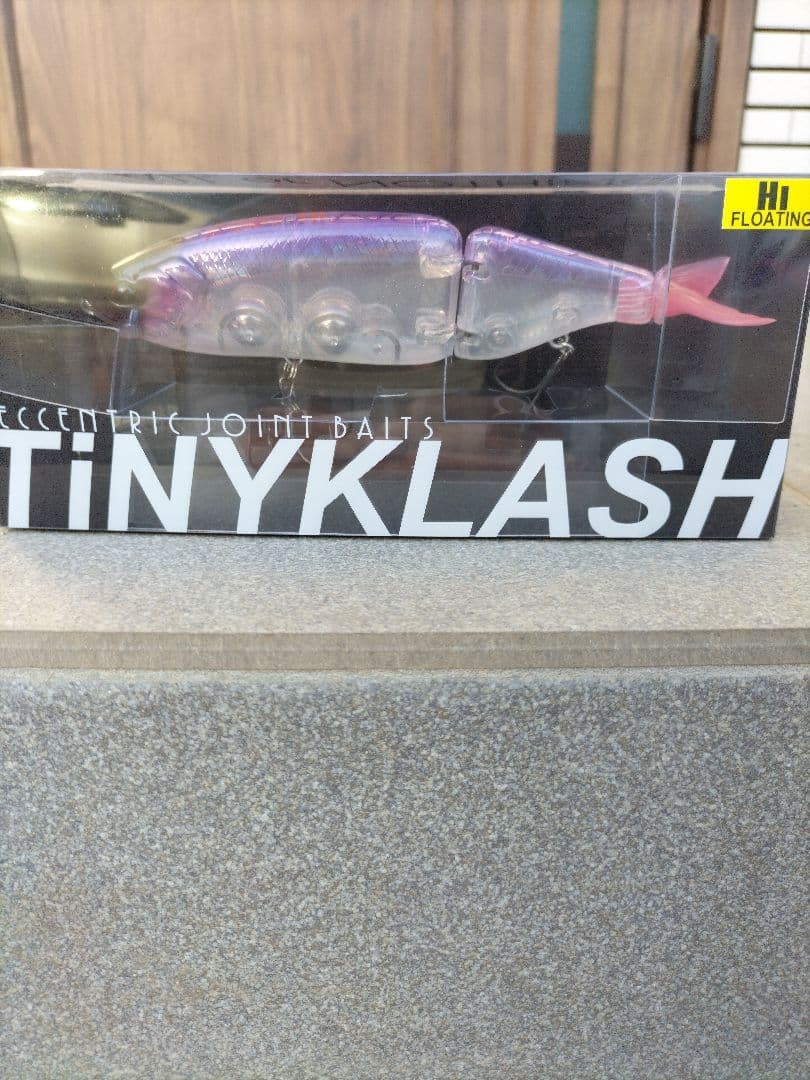 HI
FLOATING
ECCENTRIC JOINT BAITS
TiNYKLASH